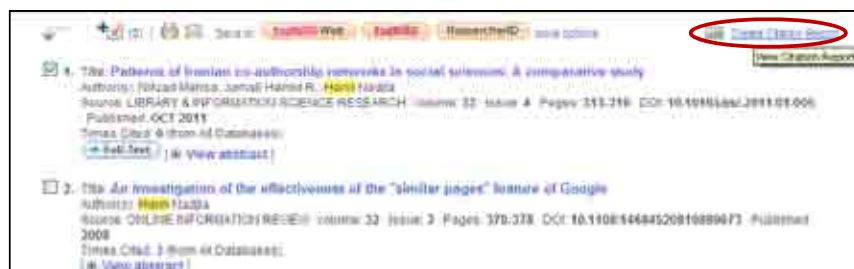 (0) | Save to: EndNote Web EndNote ResearcherID more options Create Citation Report
View Citation Report
1. Title: Patterns of Iranian co-authorship networks in social sciences: A comparative study
Author(s): Nikzad Mahsa, Jamali Hamid R., Hariri Nadjla
Source: LIBRARY & INFORMATION SCIENCE RESEARCH Volume: 33 Issue: 4 Pages: 313-319 DOI: 10.1016/j.lisr.2011.01.005
Published: OCT 2011
Times Cited: (from All Databases)
Full Text [ View abstract ]
2. Title: An investigation of the effectiveness of the "similar pages" feature of Google
Author(s): Hariri Nadjla
Source: ONLINE INFORMATION REVIEW Volume: 32 Issue: 3 Pages: 370-378 DOI: 10.1108/14684520810889673 Published:
2008
Times Cited: 3 (from All Databases)
[ View abstract ]